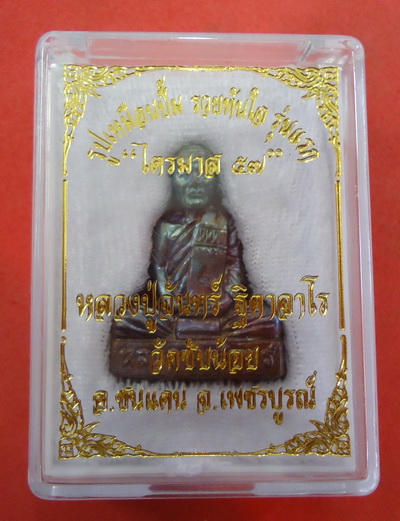 รูปเหมือนปั๊ม รวยทันใจ รุ่นแรก
"ไตรมาส ๕๗"
หลวงปู่จันทร์ ฐิตาจาโร
วัดซับน้อย
อ.ชนแดน จ.เพชรบูรณ์